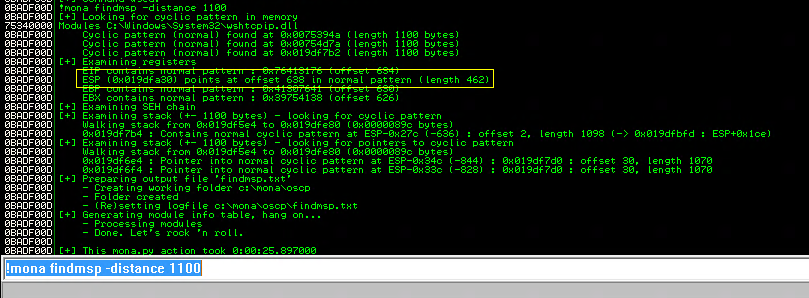 !mona findmsp -distance 1100
0BADF00D [+] Looking for cyclic pattern in memory
75340000 Modules C:\Windows\System32\wshtcpip.dll
0BADF00D Cyclic pattern (normal) found at 0x0075394a (length 1100 bytes)
0BADF00D Cyclic pattern (normal) found at 0x00754d7a (length 1100 bytes)
0BADF00D Cyclic pattern (normal) found at 0x019df7b2 (length 1100 bytes)
0BADF00D [+] Examining registers
0BADF00D EIP contains normal pattern : 0x76413176 (offset 634)
0BADF00D ESP (0x019dfa30) points at offset 638 in normal pattern (length 462)
0BADF00D EBP contains normal pattern : 0x41307641 (offset 630)
0BADF00D EBX contains normal pattern : 0x39754138 (offset 626)
0BADF00D [+] Examining SEH chain
0BADF00D [+] Examining stack (+- 1100 bytes) - looking for cyclic pattern
0BADF00D Walking stack from 0x019df5e4 to 0x019dfe80 (0x0000089c bytes)
0BADF00D 0x019df7b4 : Contains normal cyclic pattern at ESP-0x27c (-636) : offset 2, length 1098 (-> 0x019dfbfd : ESP+0x1ce)
0BADF00D [+] Examining stack (+- 1100 bytes) - looking for pointers to cyclic pattern
0BADF00D Walking stack from 0x019df5e4 to 0x019dfe80 (0x0000089c bytes)
0BADF00D 0x019df6e4 : Pointer into normal cyclic pattern at ESP-0x34c (-844) : 0x019df7d0 : offset 30, length 1070
0BADF00D 0x019df6f4 : Pointer into normal cyclic pattern at ESP-0x33c (-828) : 0x019df7d0 : offset 30, length 1070
0BADF00D [+] Preparing output file 'findmsp.txt'
0BADF00D - Creating working folder c:\mona\oscp
0BADF00D - Folder created
0BADF00D - (Re)setting logfile c:\mona\oscp\findmsp.txt
0BADF00D [+] Generating module info table, hang on...
0BADF00D - Processing modules
0BADF00D - Done. Let's rock 'n roll.
0BADF00D
0BADF00D [+] This mona.py action took 0:00:25.897000
!mona findmsp -distance 1100